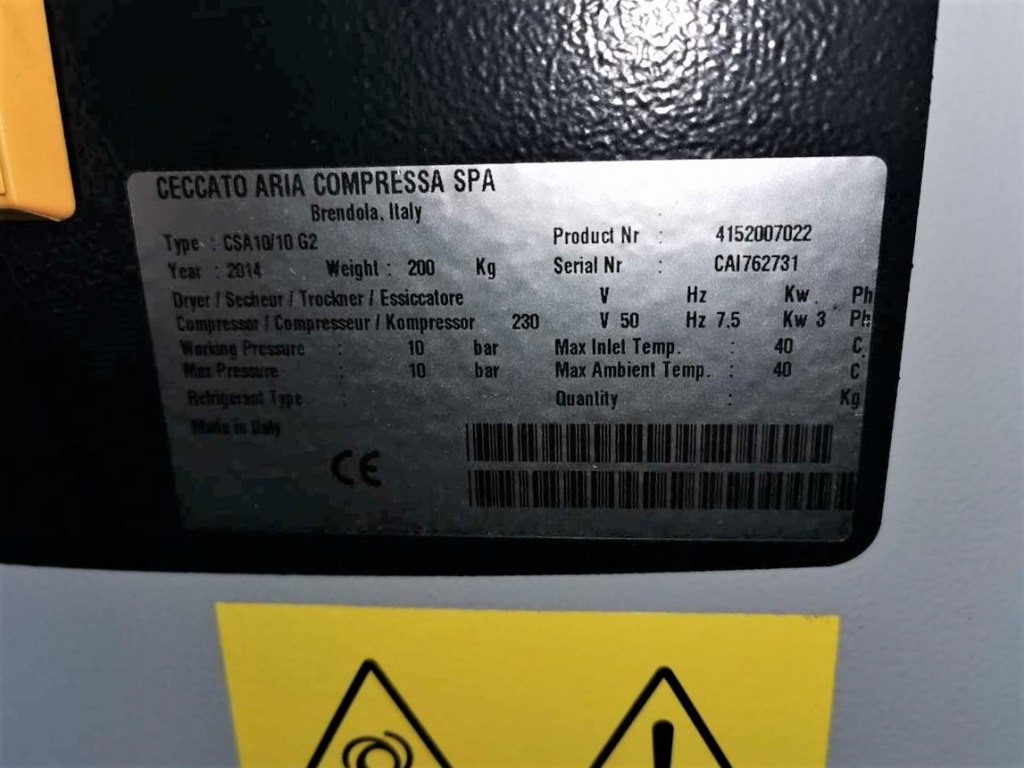 CECCATO ARIA COMPRESSA SPA
Brendola, Italy
Type : CSA10/10 G2 Product Nr : 4152007022
Year : 2014 Weight : 200 Kg Serial Nr : CAI762731
Dryer / Secheur / Trockner / Essiccatore V Hz Kw Ph
Compressor / Compresseur / Kompressor 230 V 50 Hz 7.5 Kw 3 Ph
Working Pressure : 10 bar Max Inlet Temp. : 40 C
Max Pressure : 10 bar Max Ambient Temp. : 40 C
Refrigerant Type : Quantity : Kg
Made in Italy
CE